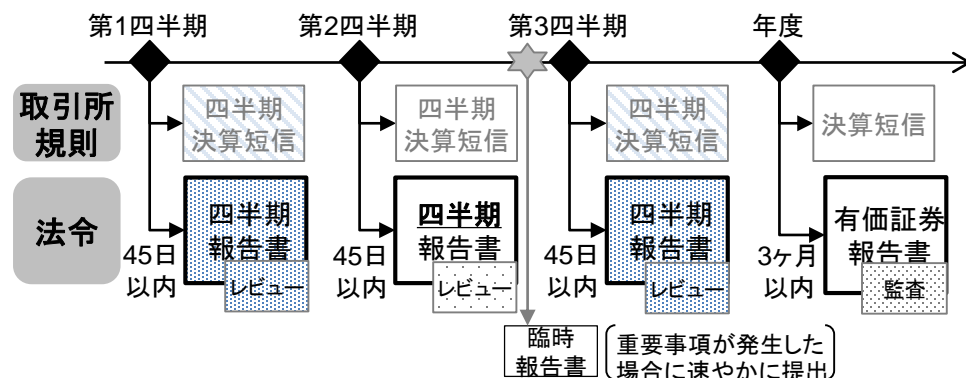 第1四半期
第2四半期
第3四半期
年度
取引所
規則
四半期
決算短信
四半期
決算短信
四半期
決算短信
決算短信
法令
45日
以内
四半期
報告書
レビュー
45日
以内
四半期
報告書
レビュー
45日
以内
四半期
報告書
レビュー
3ヶ月
以内
有価証券
報告書
監査
臨時
報告書
重要事項が発生した
場合に速やかに提出